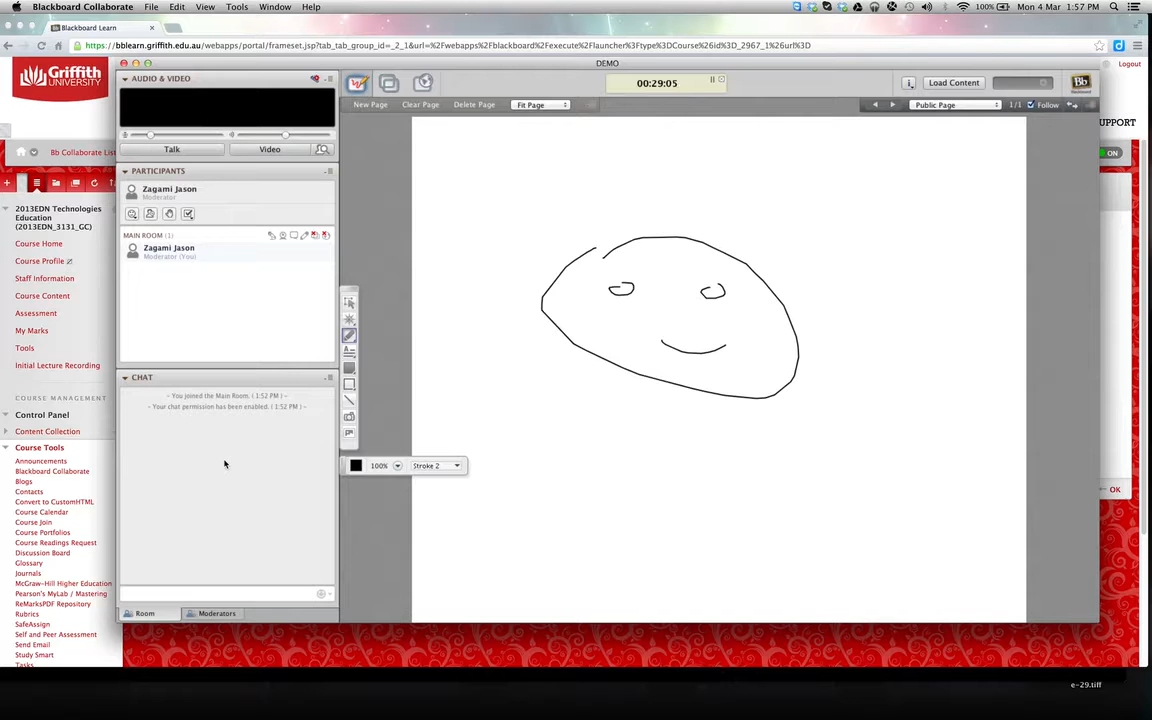 Blackboard Collaborate File Edit View Tools Window Help
100% Mon 4 Mar 1:57 PM
Blackboard Learn
https://bblearn.griffith.edu.au/webapps/portal/frameset.jsp?tab_tab_group_id=_2_1&url=%2Fwebapps%2Fblackboard%2Fexecute%2Flauncher%3Ftype%3DCourse%26id%3D_2967_1%26url%3D
Griffith
UNIVERSITY
Logout
UPPORT
Bb Collaborate List
ON
2013EDN Technologies
Education
(2013EDN_3131_GC)
Course Home
Course Profile
Staff Information
Course Content
Assessment
My Marks
Tools
Initial Lecture Recording
COURSE MANAGEMENT
Control Panel
Content Collection
Course Tools
Announcements
Blackboard Collaborate
Blogs
Contacts
Convert to CustomHTML
Course Calendar
Course Join
Course Portfolios
Course Readings Request
Discussion Board
Glossary
Journals
McGraw-Hill Higher Education
Pearson's MyLab / Mastering
ReMarksPDF Repository
Rubrics
SafeAssign
Self and Peer Assessment
Send Email
Study Smart
Tasks
DEMO
AUDIO & VIDEO
Talk Video
PARTICIPANTS
Zagami Jason
Moderator
MAIN ROOM (1)
Zagami Jason
Moderator (You)
CHAT
- You joined the Main Room. ( 1:52 PM ) -
- Your chat permission has been enabled. ( 1:52 PM ) -
Room Moderators
00:29:05
Load Content
Bb
New Page Clear Page Delete Page Fit Page
Public Page 1/1 Follow
100% Stroke 2
OK
e-29.tiff